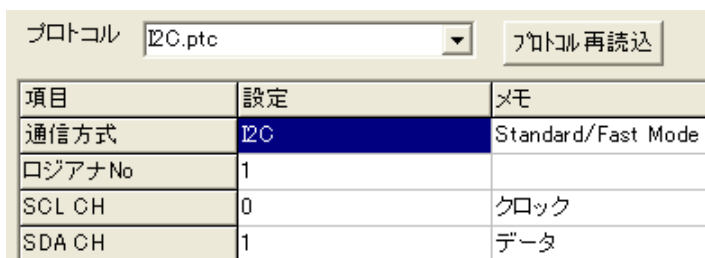 プロトコル I2C.ptc プロトコル再読込
項目 設定 メモ
通信方式 I2C Standard/Fast Mode
ロジアナNo 1
SCL CH 0 クロック
SDA CH 1 データ